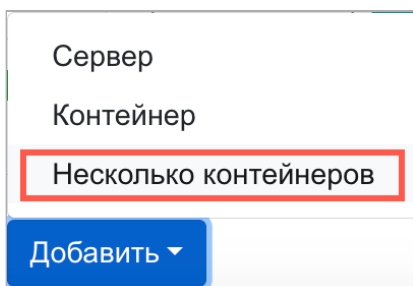 Сервер
Контейнер
Несколько контейнеров
Добавить